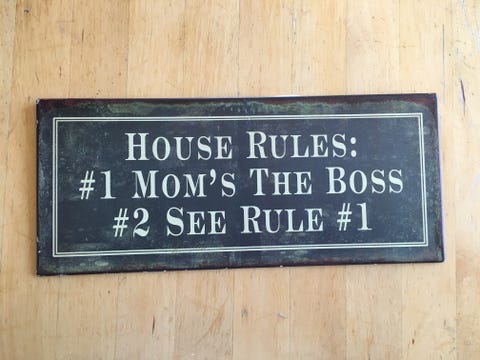 House Rules:
#1 Mom's The Boss
#2 See Rule #1